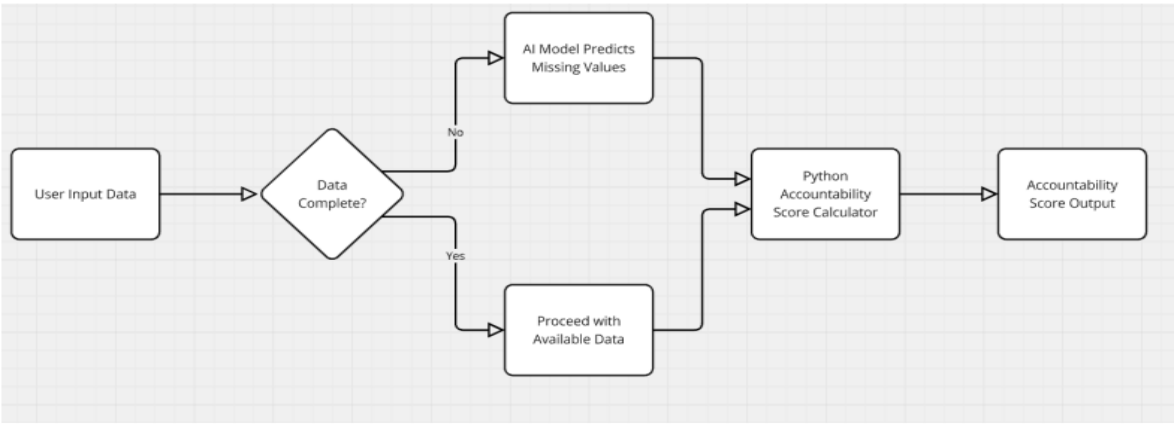 User Input Data
Data
Complete?
No
AI Model Predicts
Missing Values
Yes
Proceed with
Available Data
Python
Accountability
Score Calculator
Accountability
Score Output